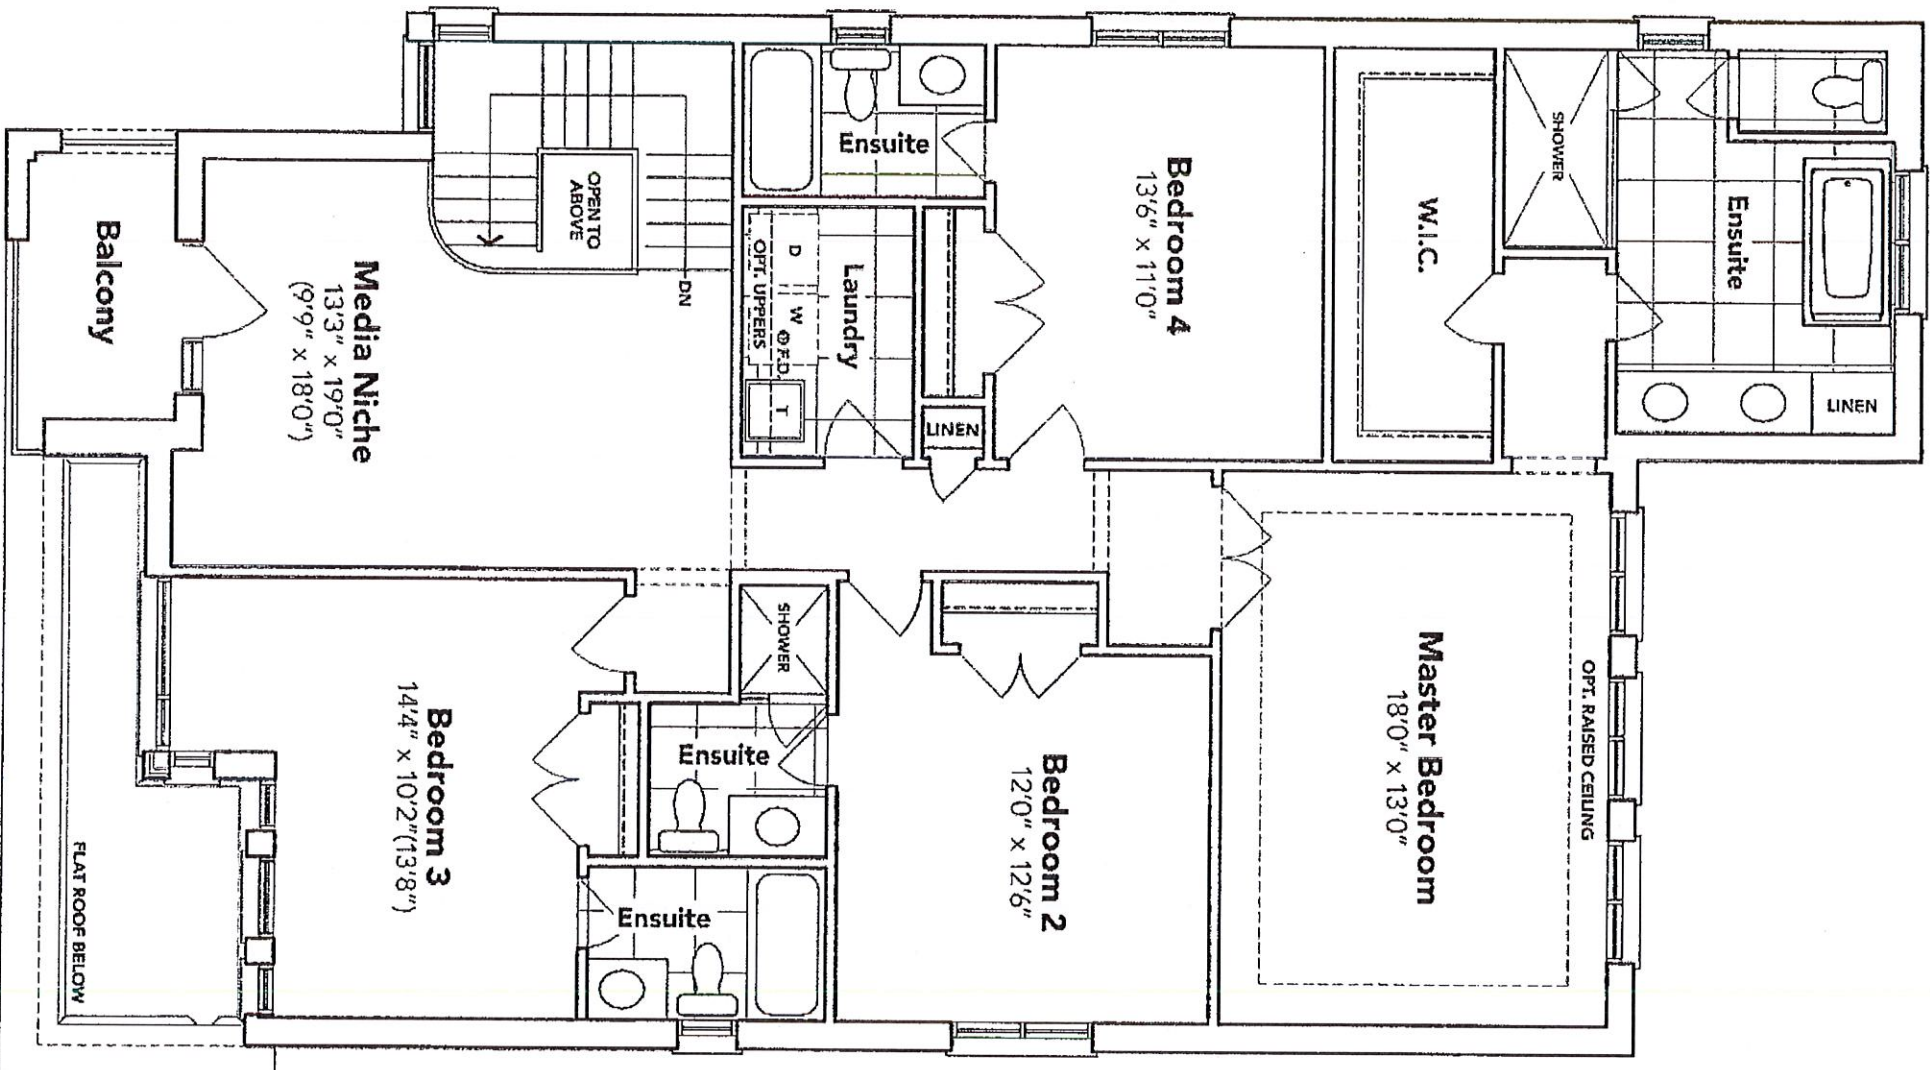 Ensuite
SHOWER
W.I.C.
LINEN
Bedroom 4
13'6" x 11'0"
Ensuite
LINEN
Laundry
D W F.D.
OPT. UPPERS
T
OPEN TO
ABOVE
DN
Media Niche
13'3" x 19'0"
(9'9" x 18'0")
Balcony
OPT. RAISED CEILING
Master Bedroom
18'0" x 13'0"
Bedroom 2
12'0" x 12'6"
SHOWER
Ensuite
Ensuite
Bedroom 3
14'4" x 10'2"(13'8")
FLAT ROOF BELOW